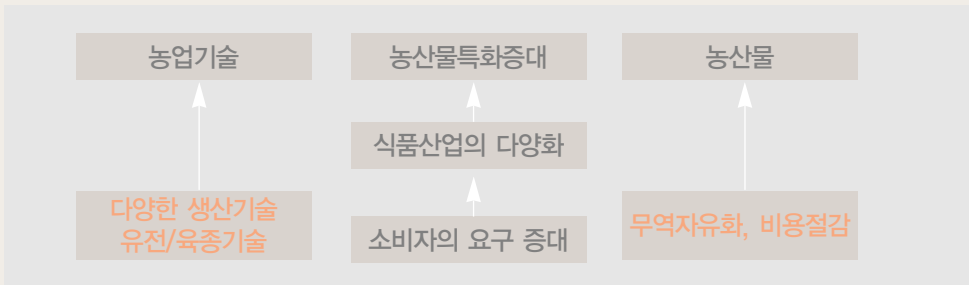 농업기술
농산물특화증대
농산물
식품산업의 다양화
다양한 생산기술
유전/육종기술
소비자의 요구 증대
무역자유화, 비용절감